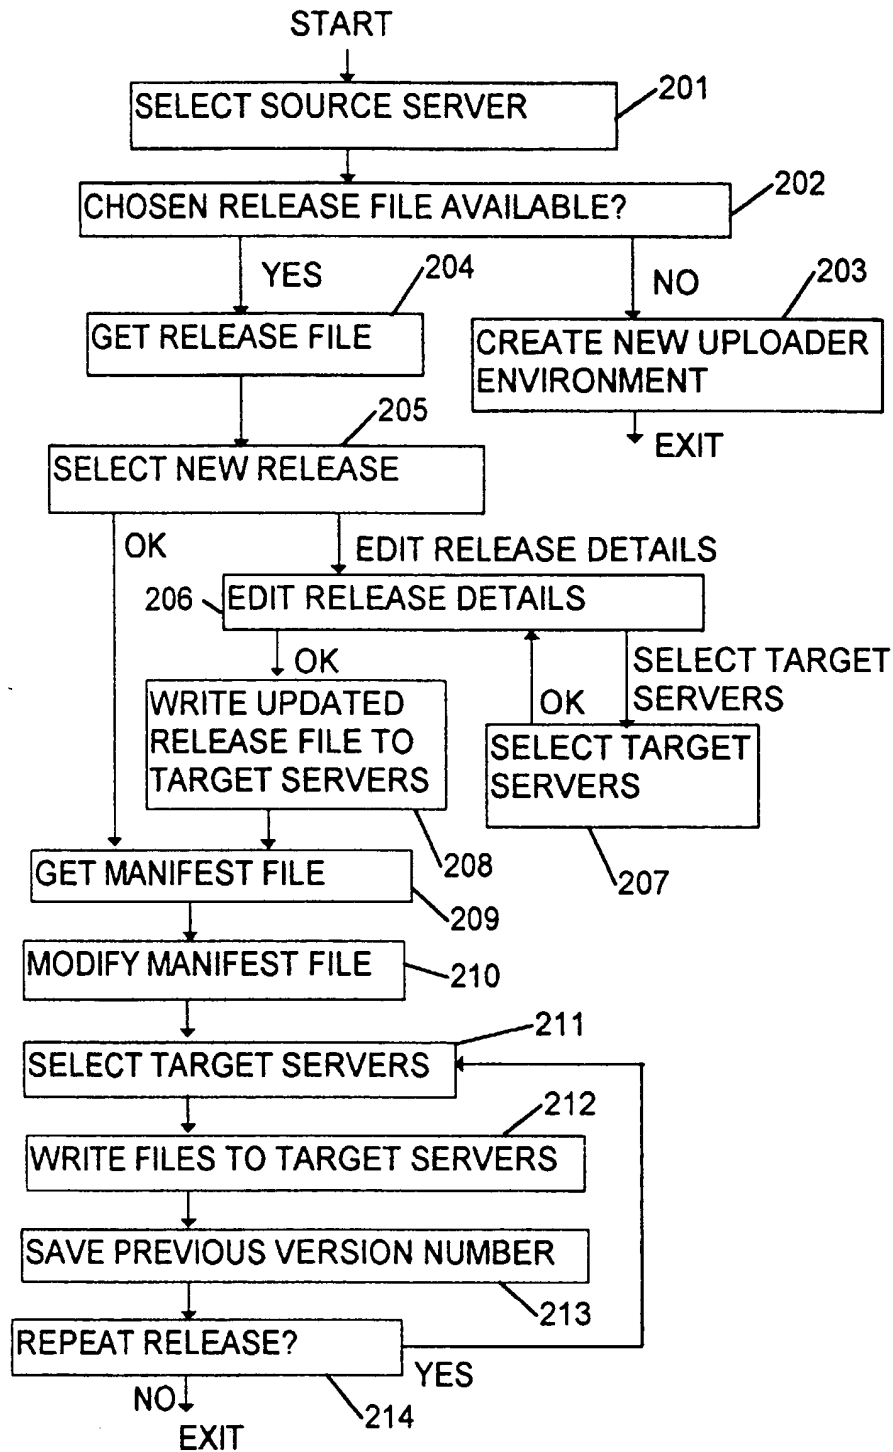 START
SELECT SOURCE SERVER
201
CHOSEN RELEASE FILE AVAILABLE?
202
YES
204
NO
203
GET RELEASE FILE
CREATE NEW UPLOADER
ENVIRONMENT
EXIT
205
SELECT NEW RELEASE
OK
EDIT RELEASE DETAILS
206
EDIT RELEASE DETAILS
OK
SELECT TARGET
SERVERS
OK
WRITE UPDATED
RELEASE FILE TO
TARGET SERVERS
SELECT TARGET
SERVERS
208
207
GET MANIFEST FILE
209
MODIFY MANIFEST FILE
210
211
SELECT TARGET SERVERS
212
WRITE FILES TO TARGET SERVERS
SAVE PREVIOUS VERSION NUMBER
213
REPEAT RELEASE?
YES
214
NO
EXIT